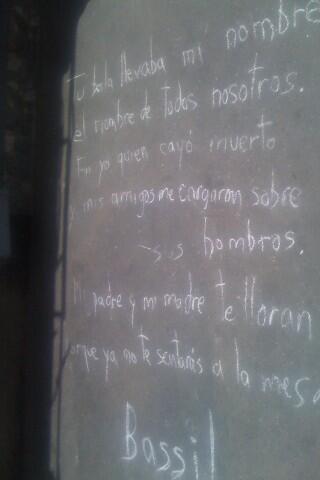 Tu bala llevaba mi nombre
el nombre de todos nosotros.
Fui yo quien cayó muerto
y mis amigos me cargaron sobre
sus hombros.
Mi padre y mi madre te lloran
porque ya no te sentarás a la mesa
Bassil